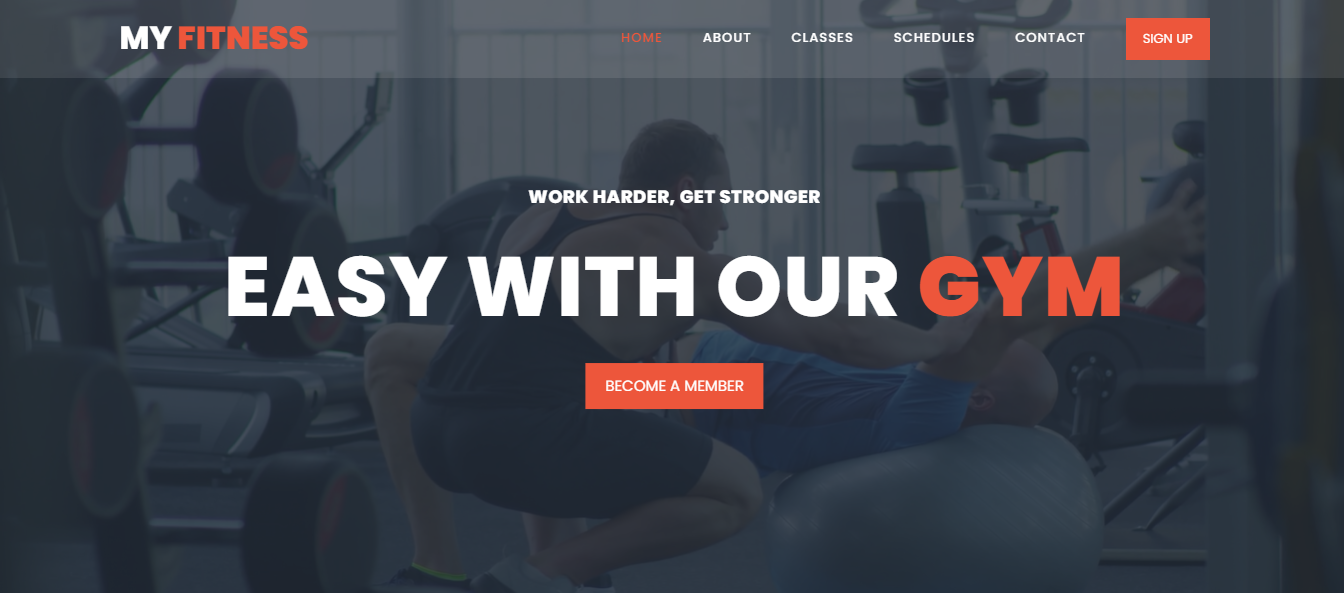 MY FITNESS
HOME ABOUT CLASSES SCHEDULES CONTACT SIGN UP
WORK HARDER, GET STRONGER
EASY WITH OUR GYM
BECOME A MEMBER